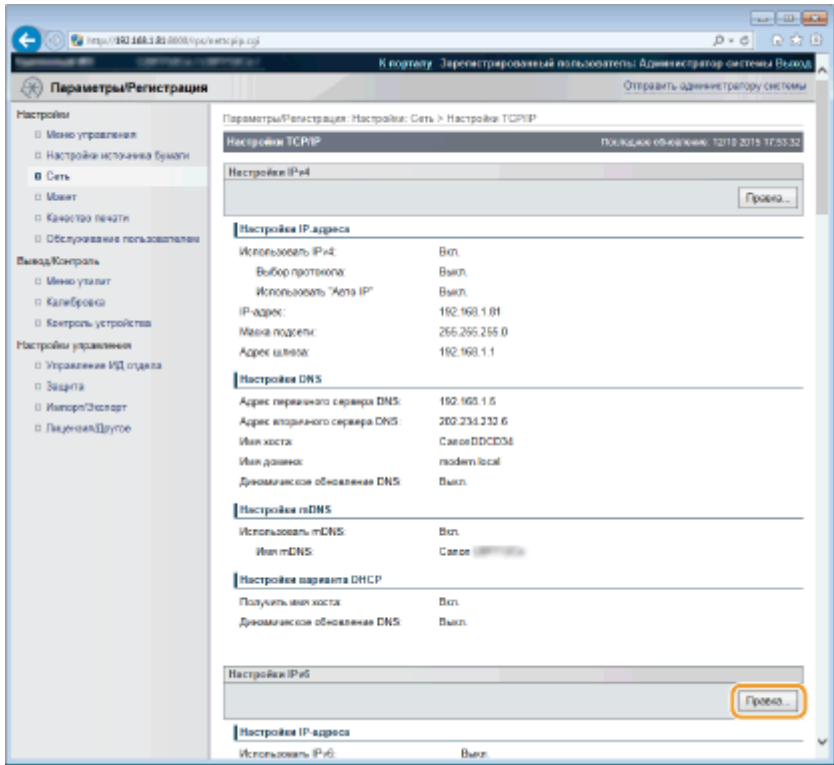 http://192.168.1.81:8000/rps/nettcpip.cgi
К порталу Зарегистрированный пользователь: Администратор системы Выход
Параметры/Регистрация
Отправить администратору системы
Настройки
Меню управления
Настройки источника бумаги
Сеть
Макет
Качество печати
Обслуживание пользователем
Вывод/Контроль
Меню утилит
Калибровка
Контроль устройства
Настройки управления
Управление ИД отдела
Защита
Импорт/Экспорт
Лицензия/Другое
Параметры/Регистрация: Настройки: Сеть > Настройки TCP/IP
Настройки TCP/IP
Последнее обновление: 12/10 2015 17:53:32
Настройки IPv4
Правка...
Настройки IP-адреса
Использовать IPv4: Вкл.
Выбор протокола: Выкл.
Использовать "Авто IP" Выкл.
IP-адрес: 192.168.1.81
Маска подсети: 255.255.255.0
Адрес шлюза: 192.168.1.1
Настройки DNS
Адрес первичного сервера DNS: 192.168.1.5
Адрес вторичного сервера DNS: 202.234.232.6
Имя хоста: CanonDDCD34
Имя домена: modem.local
Динамическое обновление DNS: Выкл.
Настройки mDNS
Использовать mDNS: Вкл.
Имя mDNS: Canon
Настройки варианта DHCP
Получить имя хоста: Вкл.
Динамическое обновление DNS: Выкл.
Настройки IPv6
Правка...
Настройки IP-адреса
Использовать IPv6: Выкл.